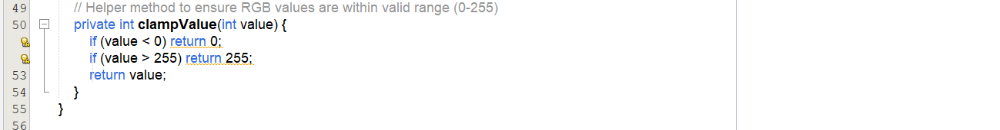 49 // Helper method to ensure RGB values are within valid range (0-255)
50 private int clampValue(int value) {
if (value < 0) return 0;
if (value > 255) return 255;
53 return value;
54 }
55 }
56